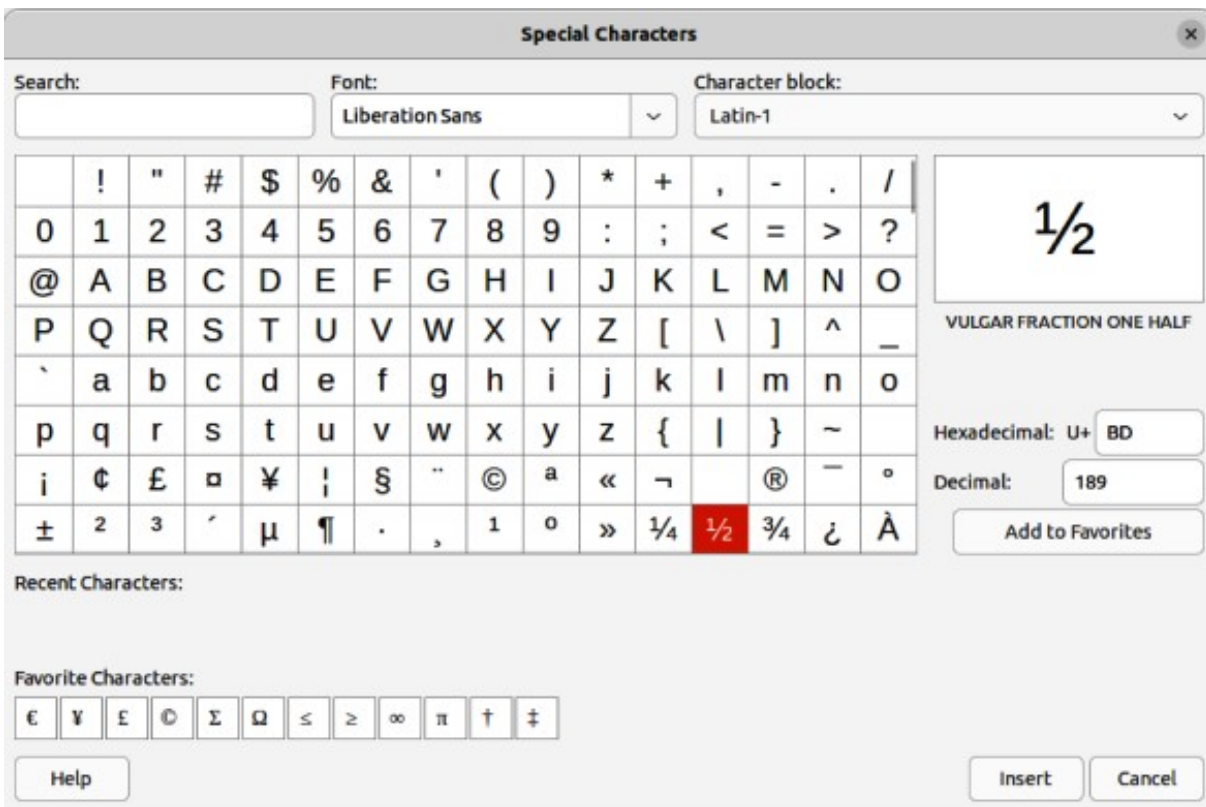 Special Characters
Search: Font: Character block:
Liberation Sans Latin-1
! " # $ % & ' ( ) * + , - . /
0 1 2 3 4 5 6 7 8 9 : ; < = > ?
@ A B C D E F G H I J K L M N O
P Q R S T U V W X Y Z [ \ ] ^ _
` a b c d e f g h i j k l m n o
p q r s t u v w x y z { | } ~
¡ ¢ £ ¤ ¥ ¦ § ¨ © ª « ¬ ® ¯ °
± ² ³ ´ µ ¶ · ¸ ¹ º » ¼ ½ ¾ ¿ À
½
VULGAR FRACTION ONE HALF
Hexadecimal: U+ BD
Decimal: 189
Add to Favorites
Recent Characters:
Favorite Characters:
€ ¥ £ © Σ Ω ≤ ≥ ∞ π † ‡
Help Insert Cancel